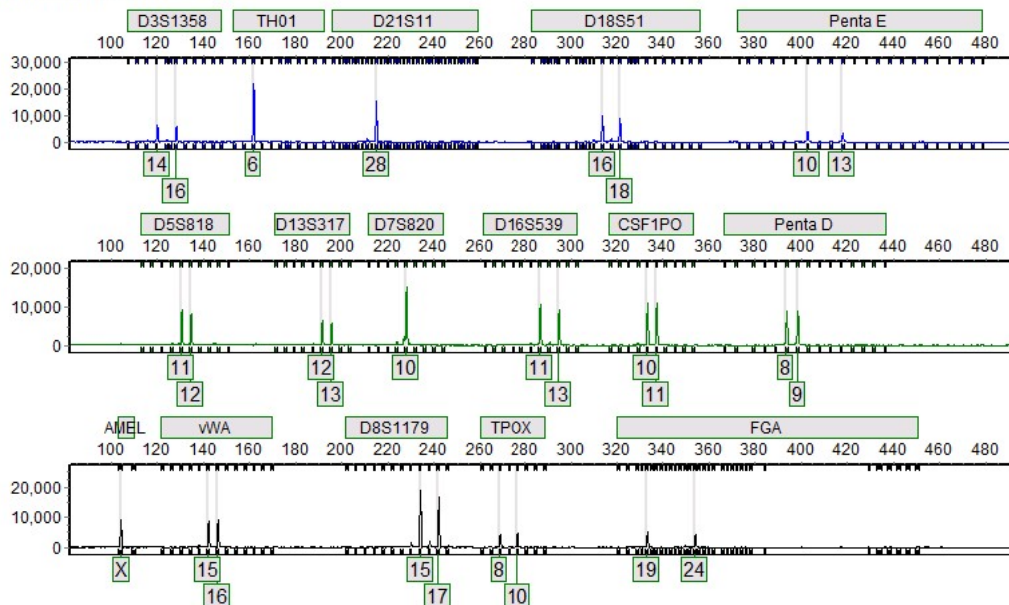 D3S1358 TH01 D21S11 D18S51 Penta E
100 120 140 160 180 200 220 240 260 280 300 320 340 360 380 400 420 440 460 480
30,000
20,000
10,000
0
14 6 28 16 10 13
16 18
D5S818 D13S317 D7S820 D16S539 CSF1PO Penta D
100 120 140 160 180 200 220 240 260 280 300 320 340 360 380 400 420 440 460 480
20,000
10,000
0
11 12 10 11 10 8
12 13 13 11 9
AMEL vWA D8S1179 TPOX FGA
100 120 140 160 180 200 220 240 260 280 300 320 340 360 380 400 420 440 460 480
20,000
10,000
0
X 15 15 8 19 24
16 17 10